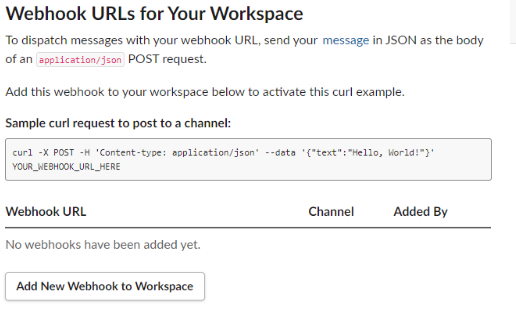 Webhook URLs for Your Workspace
To dispatch messages with your webhook URL, send your message in JSON as the body
of an application/json POST request.
Add this webhook to your workspace below to activate this curl example.
Sample curl request to post to a channel:
curl -X POST -H 'Content-type: application/json' --data '{"text":"Hello, World!"}'
YOUR_WEBHOOK_URL_HERE
Webhook URL Channel Added By
No webhooks have been added yet.
Add New Webhook to Workspace